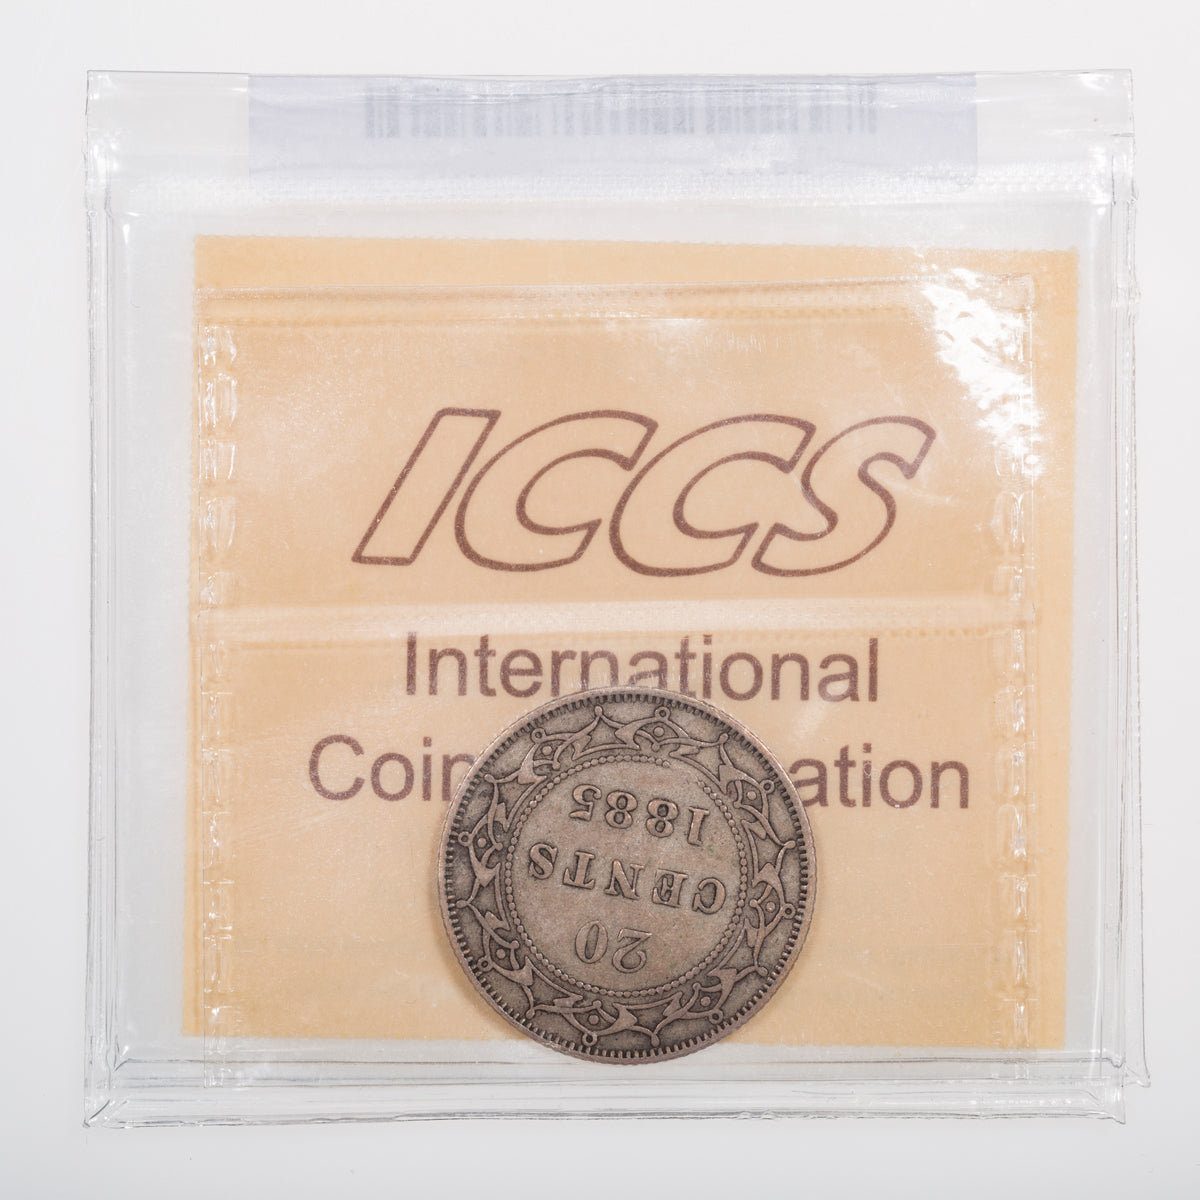 ICCS
International
Coin ation
20
CENTS
1885